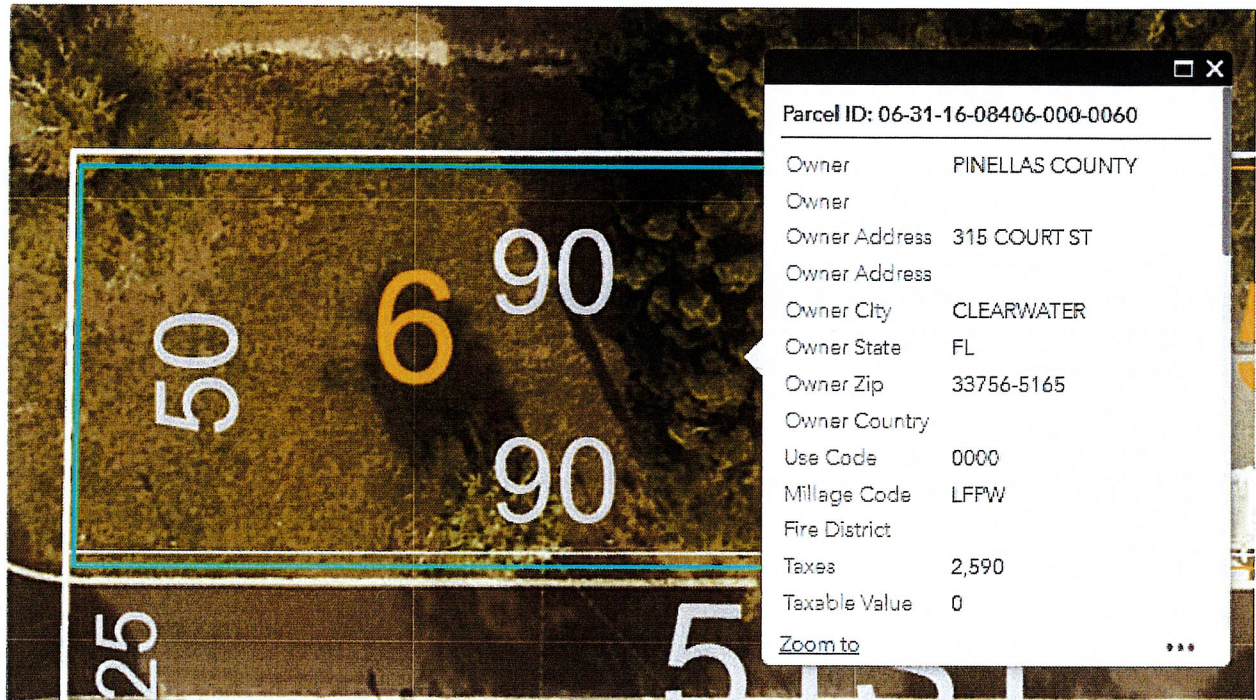 Parcel ID: 06-31-16-08406-000-0060
Owner PINELLAS COUNTY
Owner
Owner Address 315 COURT ST
Owner Address
Owner City CLEARWATER
Owner State FL
Owner Zip 33756-5165
Owner Country
Use Code 0000
Millage Code LFPW
Fire District
Taxes 2,590
Taxable Value 0
Zoom to
90
6
50
90
25